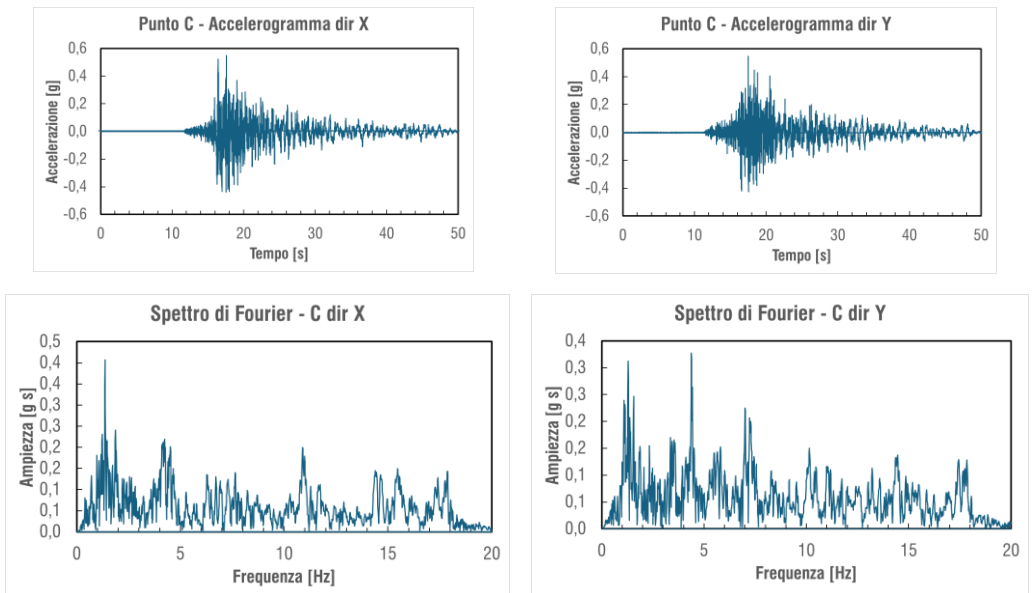 Punto C - Accelerogramma dir X
Accelerazione [g]
0,6
0,4
0,2
0,0
-0,2
-0,4
-0,6
0 10 20 30 40 50
Tempo [s]
Punto C - Accelerogramma dir Y
Accelerazione [g]
0,6
0,4
0,2
0,0
-0,2
-0,4
-0,6
0 10 20 30 40 50
Tempo [s]
Spettro di Fourier - C dir X
Ampiezza [g s]
0,5
0,4
0,4
0,3
0,3
0,2
0,2
0,1
0,1
0,0
0 5 10 15 20
Frequenza [Hz]
Spettro di Fourier - C dir Y
Ampiezza [g s]
0,4
0,3
0,3
0,2
0,2
0,1
0,1
0,0
0 5 10 15 20
Frequenza [Hz]